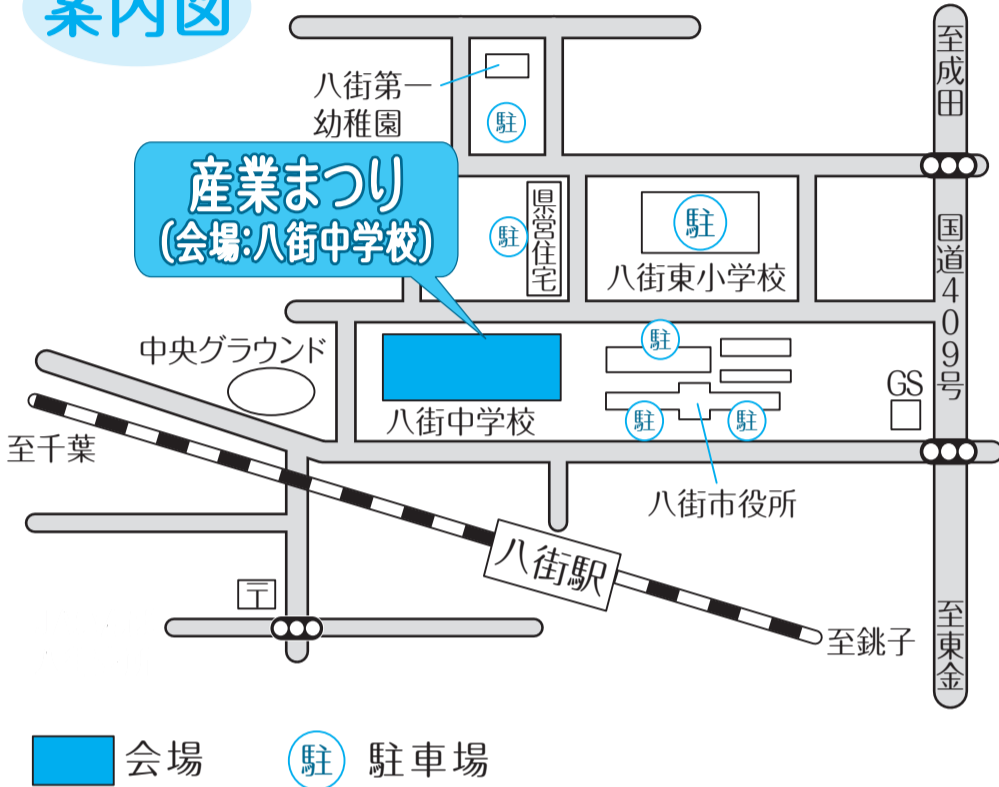 案内図
至成田
八街第一
幼稚園
駐
産業まつり
(会場:八街中学校)
駐
県営住宅
駐
八街東小学校
国道409号
中央グラウンド
駐
八街中学校
GS
駐
駐
至千葉
八街市役所
八街駅
〒
至銚子
至東金
会場
駐
駐車場